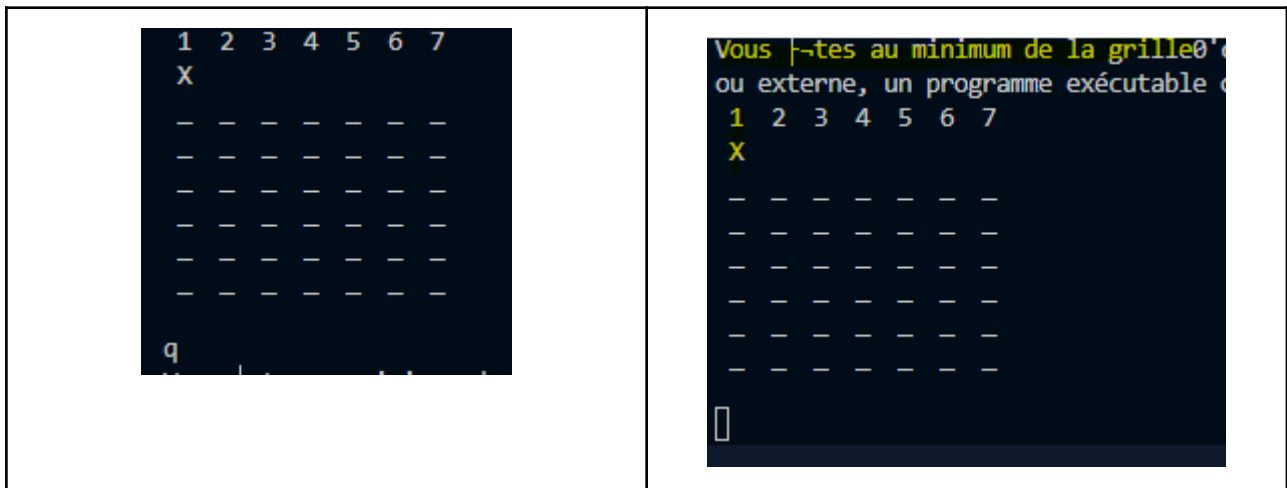 1 2 3 4 5 6 7
X
_ _ _ _ _ _ _
_ _ _ _ _ _ _
_ _ _ _ _ _ _
_ _ _ _ _ _ _
_ _ _ _ _ _ _
_ _ _ _ _ _ _
q
Vous ├¬tes au minimum de la grille0'
ou externe, un programme exécutable
1 2 3 4 5 6 7
X
_ _ _ _ _ _ _
_ _ _ _ _ _ _
_ _ _ _ _ _ _
_ _ _ _ _ _ _
_ _ _ _ _ _ _
_ _ _ _ _ _ _